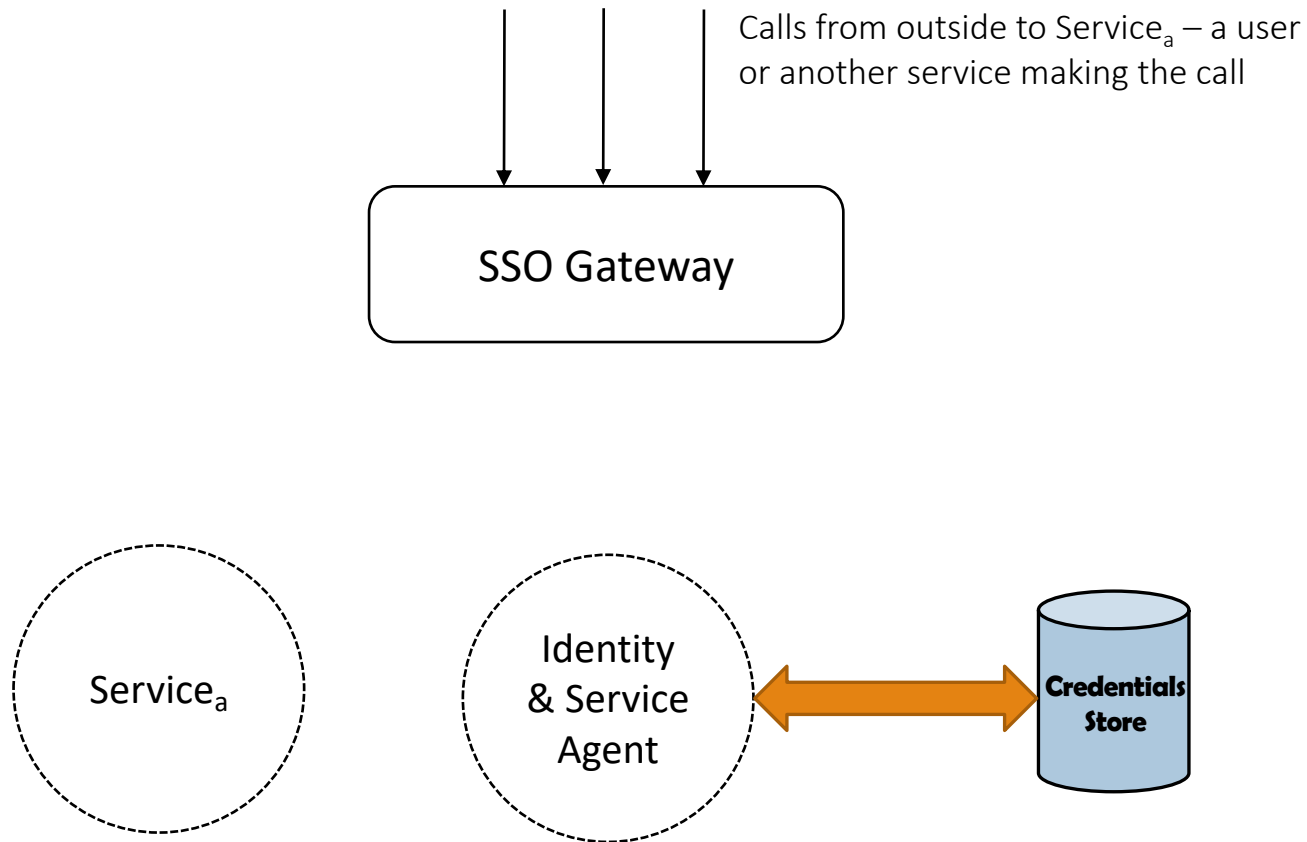 Calls from outside to Serviceₐ – a user
or another service making the call
SSO Gateway
Serviceₐ
Identity
& Service
Agent
Credentials
Store